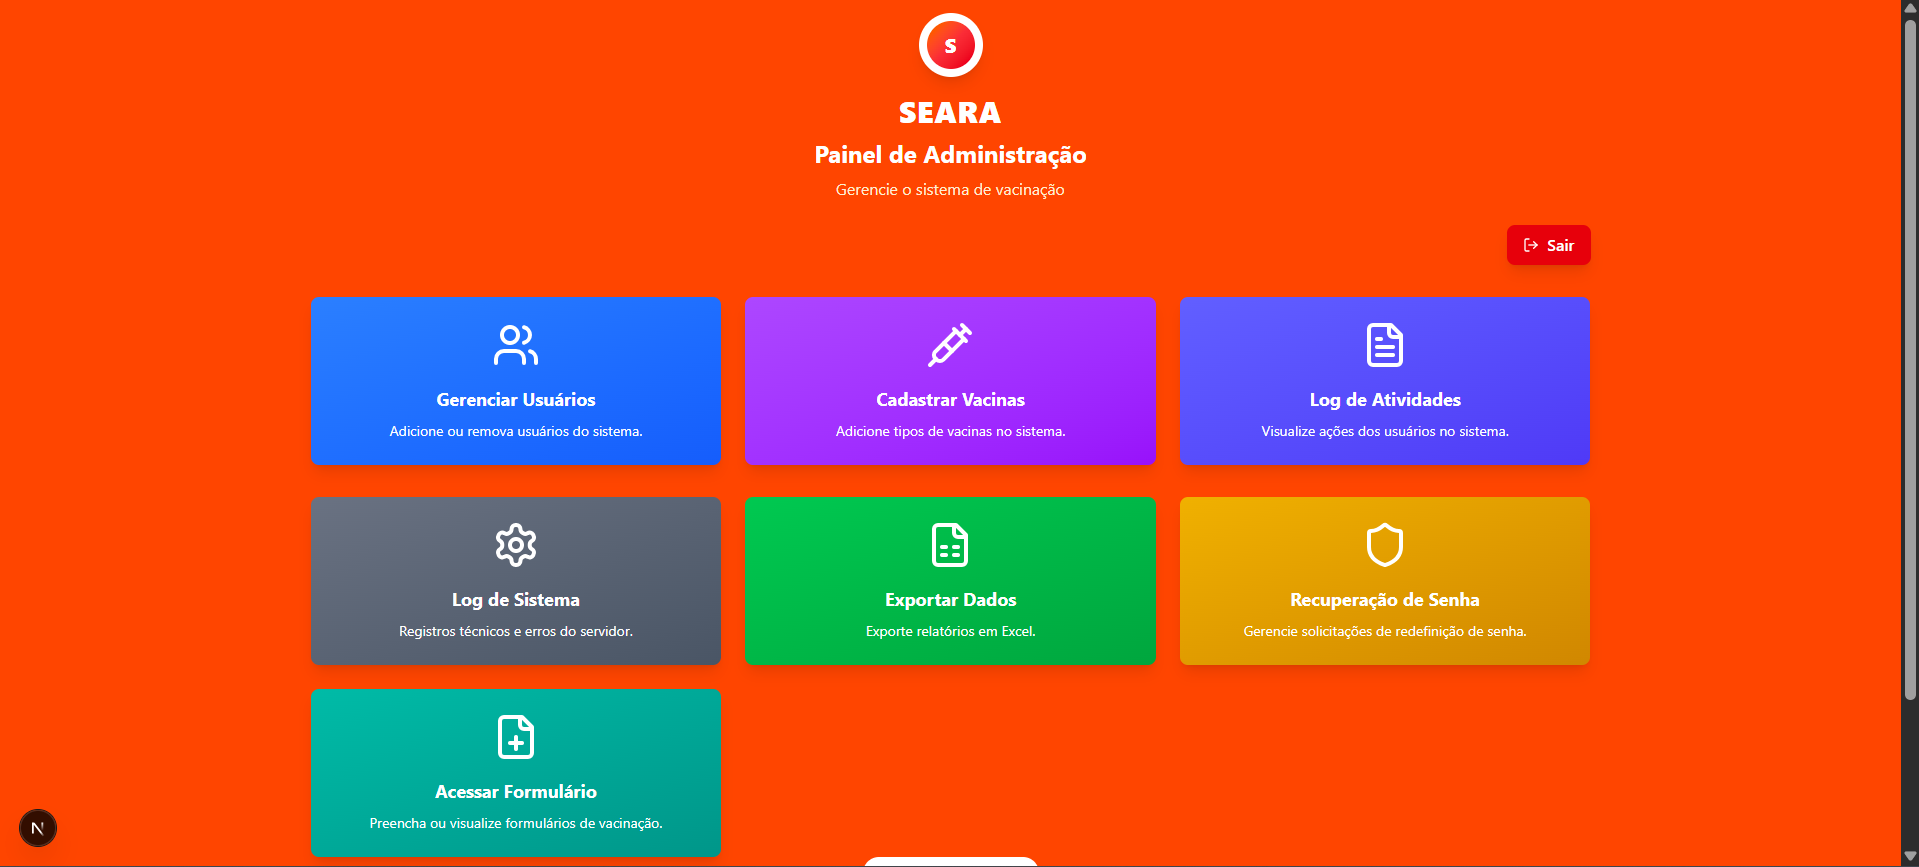 S
SEARA
Painel de Administração
Gerencie o sistema de vacinação
Sair
Gerenciar Usuários
Adicione ou remova usuários do sistema.
Cadastrar Vacinas
Adicione tipos de vacinas no sistema.
Log de Atividades
Visualize ações dos usuários no sistema.
Log de Sistema
Registros técnicos e erros do servidor.
Exportar Dados
Exporte relatórios em Excel.
Recuperação de Senha
Gerencie solicitações de redefinição de senha.
Acessar Formulário
Preencha ou visualize formulários de vacinação.
N